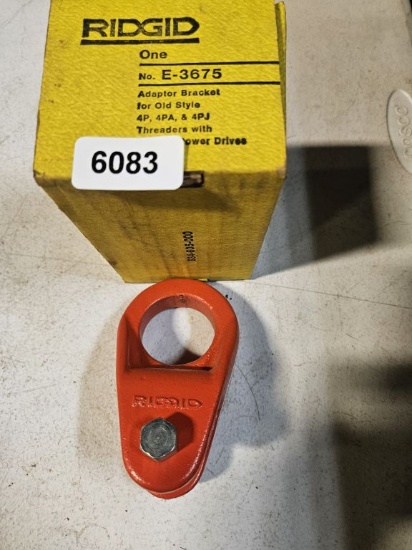 RIDGID
One
No. E-3675
Adaptor Bracket
for Old Style
4P, 4PA, & 4PJ
Threaders with
Power Drives
6083
RIDGID